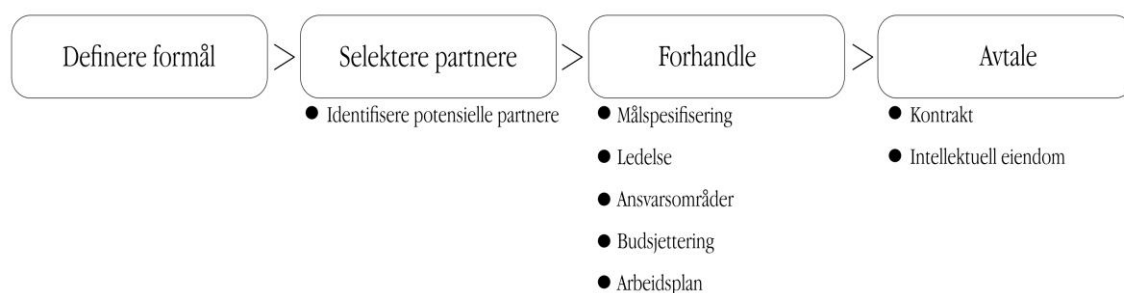 Definere formål > Selektere partnere > Forhandle > Avtale
● Identifisere potensielle partnere
● Målspesifisering
● Ledelse
● Ansvarsområder
● Budsjettering
● Arbeidsplan
● Kontrakt
● Intellektuell eiendom